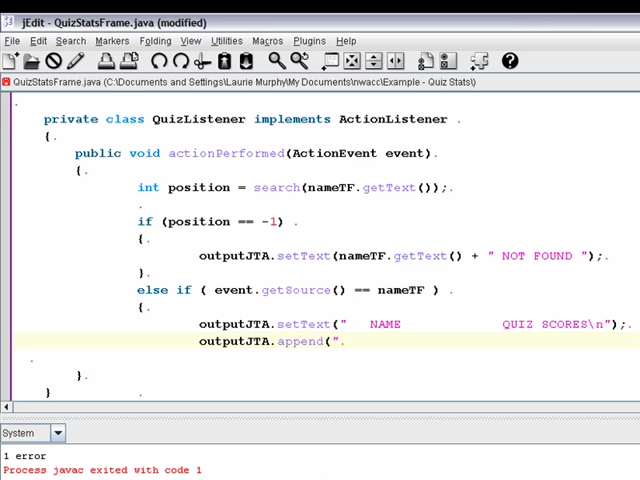 jEdit - QuizStatsFrame.java (modified)
File Edit Search Markers Folding View Utilities Macros Plugins Help
QuizStatsFrame.java (C:\Documents and Settings\Laurie Murphy\My Documents\nwacc\Example - Quiz Stats\)
.
private class QuizListener implements ActionListener .
{.
public void actionPerformed(ActionEvent event).
{.
int position = search(nameTF.getText());.
.
if (position == -1) .
{.
outputJTA.setText(nameTF.getText() + " NOT FOUND ");.
}.
else if ( event.getSource() == nameTF ) .
{.
outputJTA.setText("   NAME             QUIZ SCORES\n");.
outputJTA.append(".
.
}.
}          .
System
1 error
Process javac exited with code 1